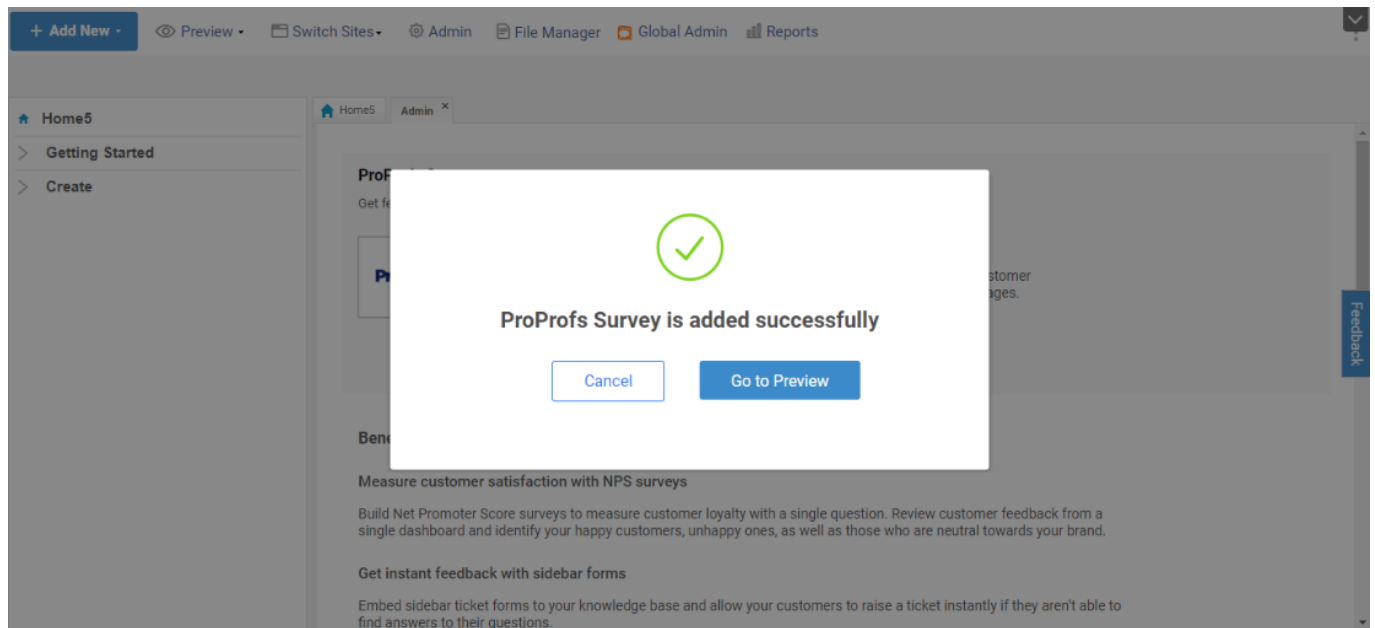 + Add New
Preview
Switch Sites
Admin
File Manager
Global Admin
Reports
Home5
Getting Started
Create
Home5
Admin ×
Get
ProProfs Survey is added successfully
Cancel
Go to Preview
Feedback
Measure customer satisfaction with NPS surveys
Build Net Promoter Score surveys to measure customer loyalty with a single question. Review customer feedback from a
single dashboard and identify your happy customers, unhappy ones, as well as those who are neutral towards your brand.
Get instant feedback with sidebar forms
Embed sidebar ticket forms to your knowledge base and allow your customers to raise a ticket instantly if they aren't able to
find answers to their questions.